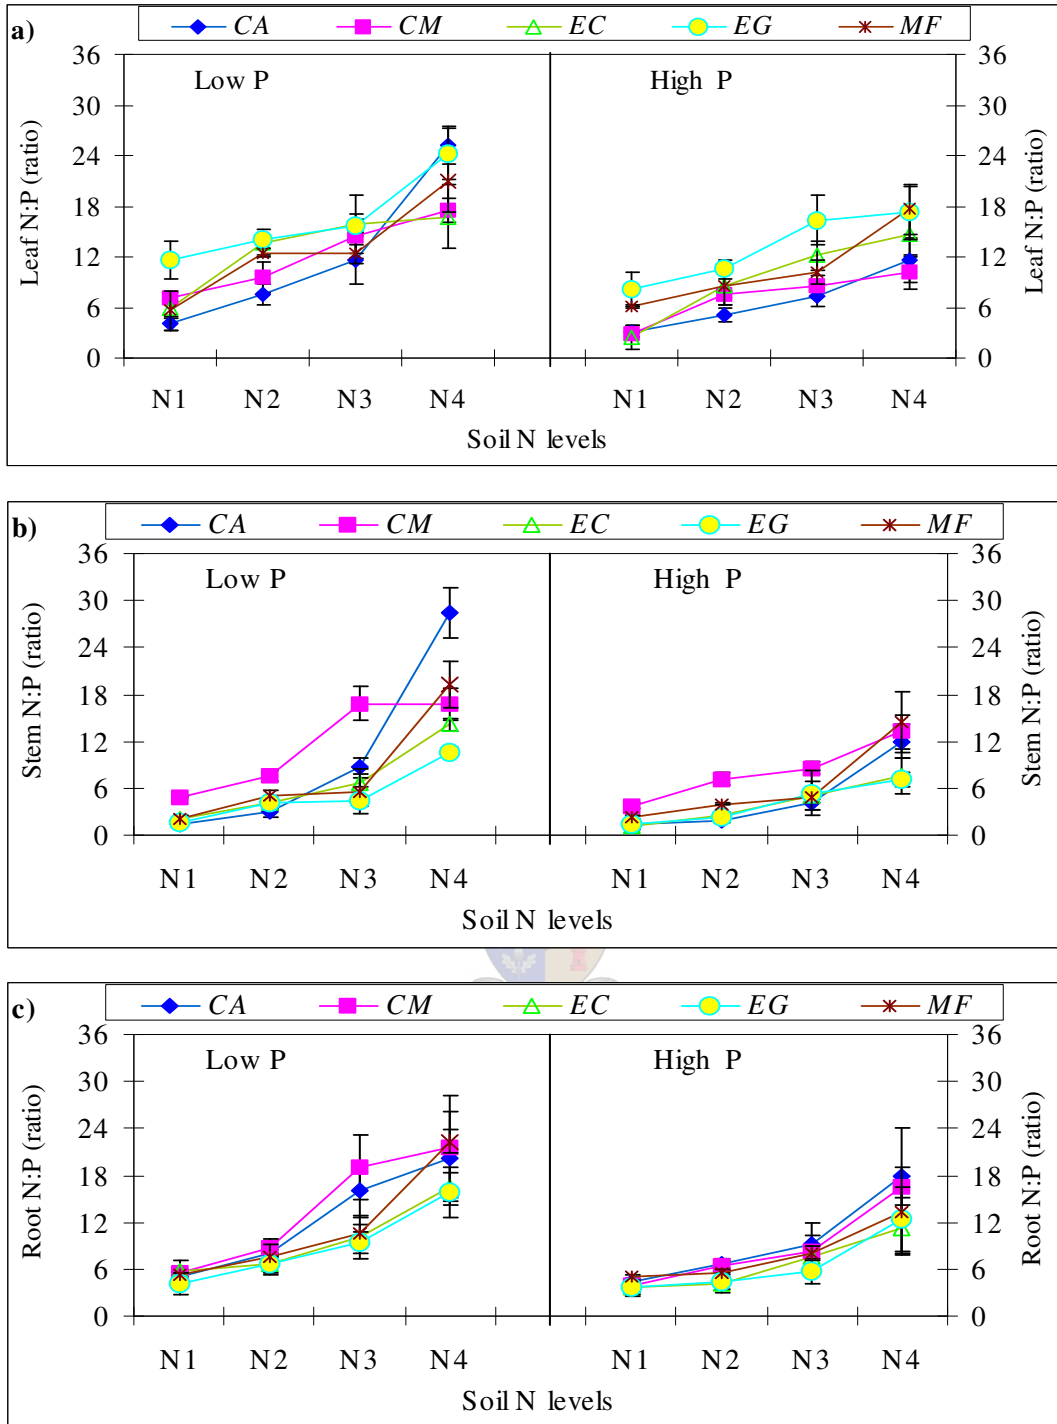 a)
CA CM EC EG MF
Low P High P
36 36
30 30
24 24
18 18
12 12
6 6
0 0
Leaf N:P (ratio)
Leaf N:P (ratio)
N1 N2 N3 N4 N1 N2 N3 N4
Soil N levels
b)
CA CM EC EG MF
Low P High P
36 36
30 30
24 24
18 18
12 12
6 6
0 0
Stem N:P (ratio)
Stem N:P (ratio)
N1 N2 N3 N4 N1 N2 N3 N4
Soil N levels
c)
CA CM EC EG MF
Low P High P
36 36
30 30
24 24
18 18
12 12
6 6
0 0
Root N:P (ratio)
Root N:P (ratio)
N1 N2 N3 N4 N1 N2 N3 N4
Soil N levels